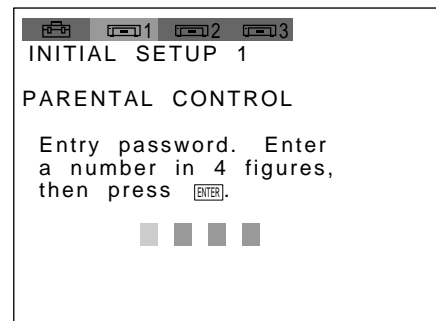 1 2 3
INITIAL SETUP 1
PARENTAL CONTROL
Entry password. Enter
a number in 4 figures,
then press ENTER.